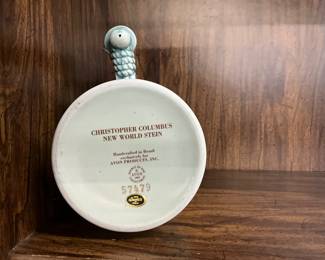 CHRISTOPHER COLUMBUS
NEW WORLD STEIN
Handcrafted in Brazil
exclusively for
AVON PRODUCTS, INC.
57479